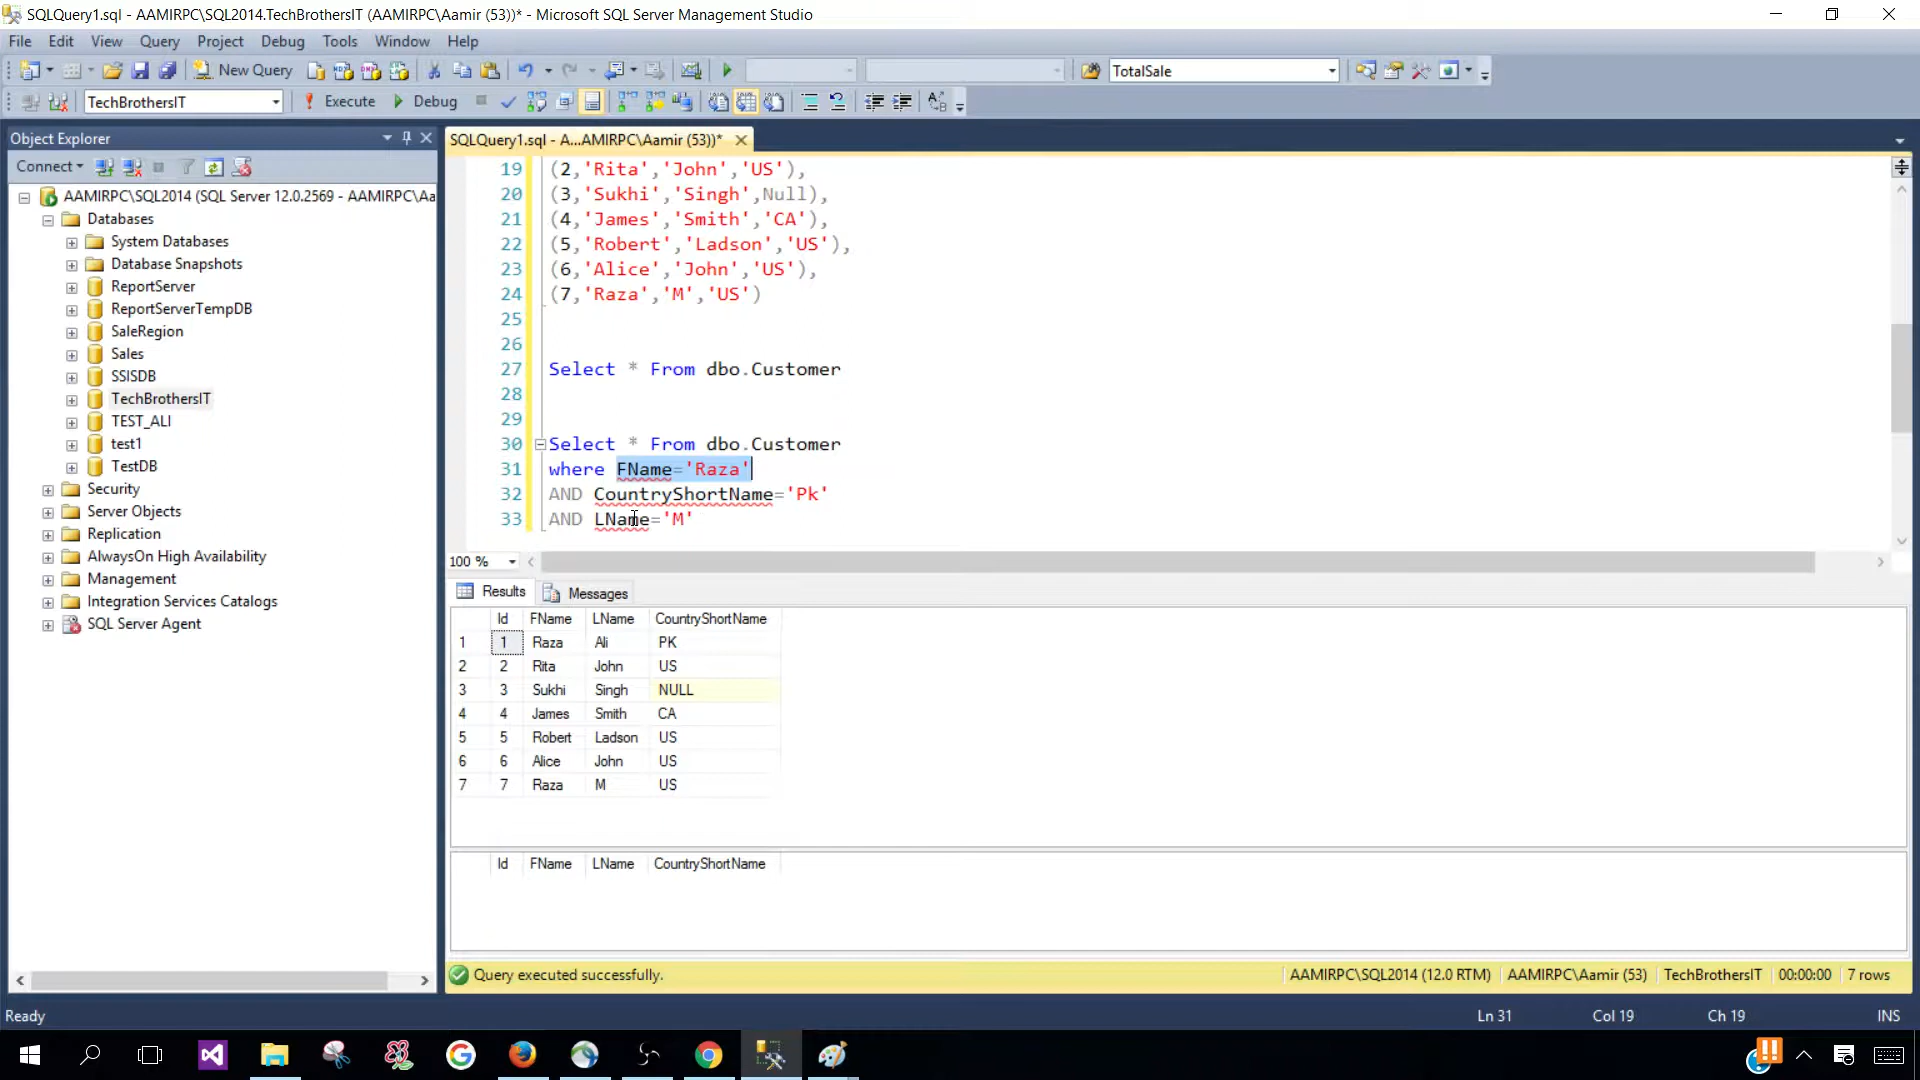 SQLQuery1.sql - AAMIRPC\SQL2014.TechBrothersIT (AAMIRPC\Aamir (53))* - Microsoft SQL Server Management Studio
File Edit View Query Project Debug Tools Window Help
New Query TotalSale
TechBrothersIT Execute Debug
Object Explorer
Connect
AAMIRPC\SQL2014 (SQL Server 12.0.2569 - AAMIRPC\Aa
Databases
System Databases
Database Snapshots
ReportServer
ReportServerTempDB
SaleRegion
Sales
SSISDB
TechBrothersIT
TEST_ALI
test1
TestDB
Security
Server Objects
Replication
AlwaysOn High Availability
Management
Integration Services Catalogs
SQL Server Agent
SQLQuery1.sql - A...AMIRPC\Aamir (53))*
19 (2,'Rita','John','US'),
20 (3,'Sukhi','Singh',Null),
21 (4,'James','Smith','CA'),
22 (5,'Robert','Ladson','US'),
23 (6,'Alice','John','US'),
24 (7,'Raza','M','US')
25
26
27 Select * From dbo.Customer
28
29
30 Select * From dbo.Customer
31 where FName='Raza'
32 AND CountryShortName='Pk'
33 AND LName='M'
100 %
Results Messages
Id FName LName CountryShortName
1 1 Raza Ali PK
2 2 Rita John US
3 3 Sukhi Singh NULL
4 4 James Smith CA
5 5 Robert Ladson US
6 6 Alice John US
7 7 Raza M US
Id FName LName CountryShortName
Query executed successfully. AAMIRPC\SQL2014 (12.0 RTM) AAMIRPC\Aamir (53) TechBrothersIT 00:00:00 7 rows
Ready Ln 31 Col 19 Ch 19 INS